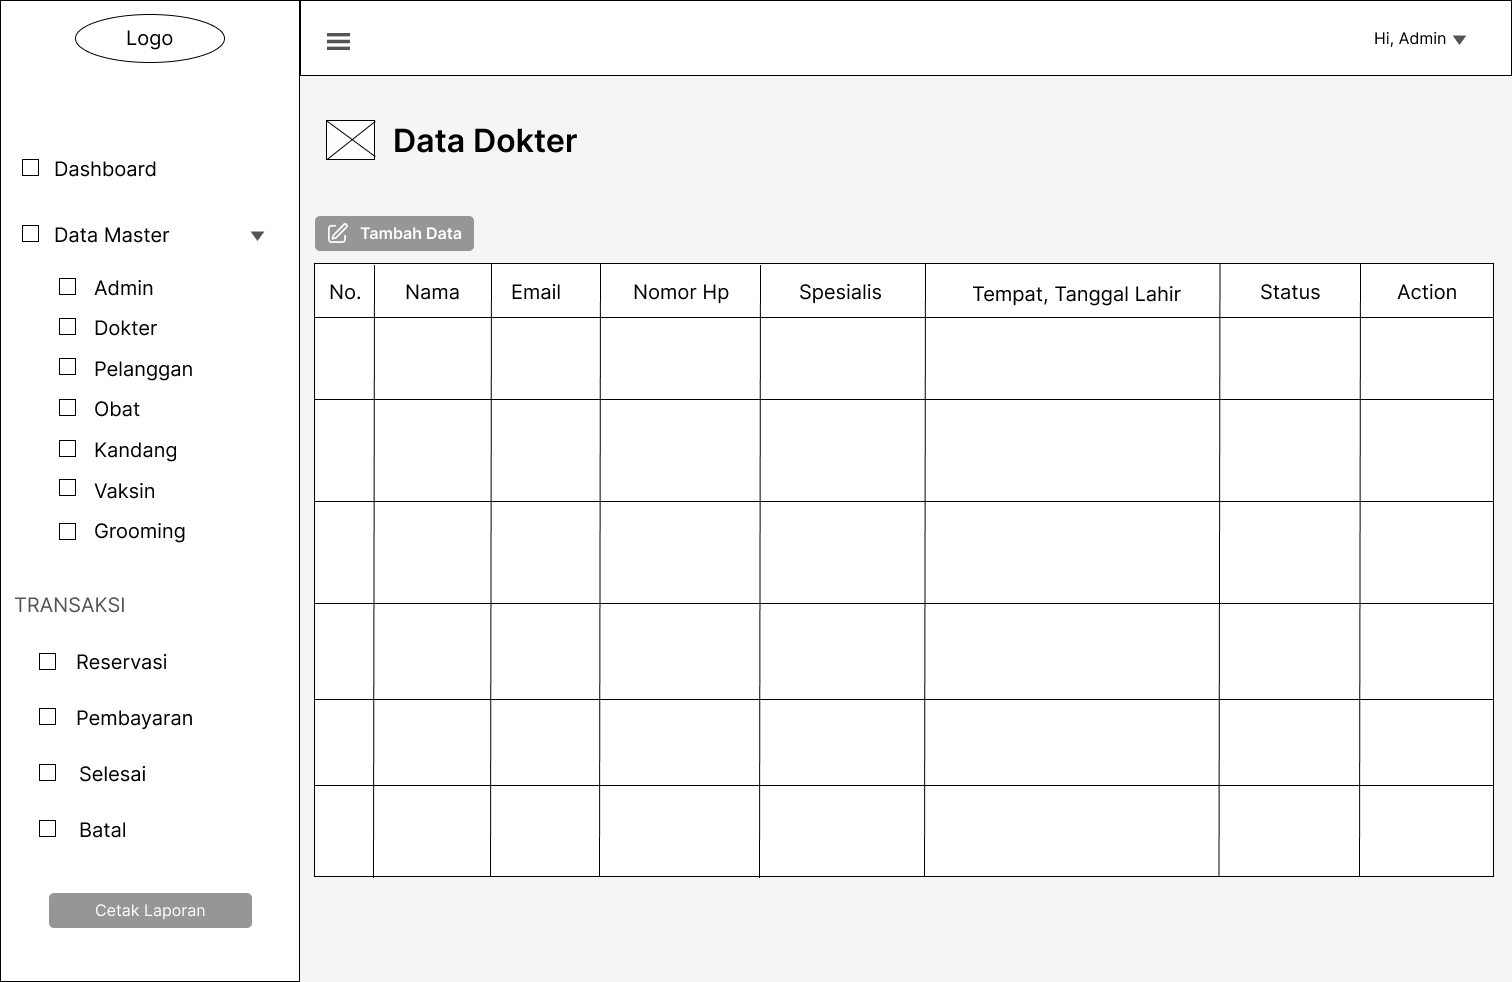 Logo
Hi, Admin
Dashboard
Data Master
Admin
Dokter
Pelanggan
Obat
Kandang
Vaksin
Grooming
TRANSAKSI
Reservasi
Pembayaran
Selesai
Batal
Cetak Laporan
Data Dokter
Tambah Data
No. Nama Email Nomor Hp Spesialis Tempat, Tanggal Lahir Status Action